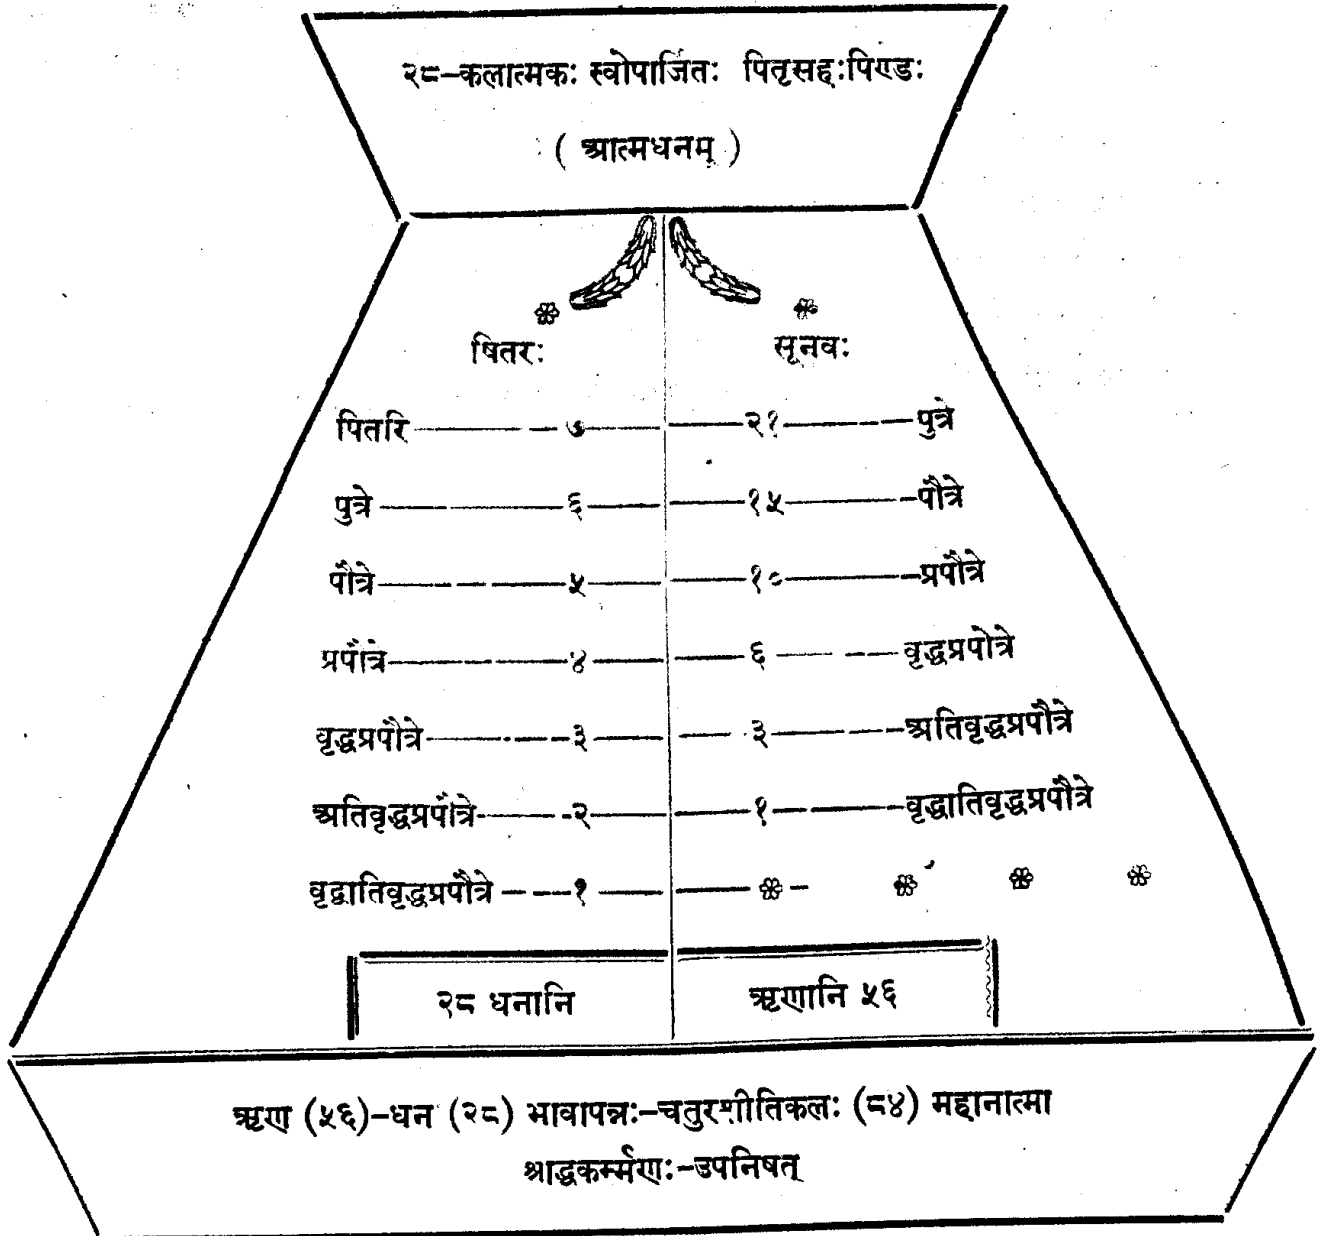 २८-कलात्मकः स्वोपार्जितः पितृसहःपिण्डः
( आत्मधनम् )
षितरः सूनवः
पितरि ७ २१ पुत्रे
पुत्रे ६ १५ पौत्रे
पौत्रे ५ १० प्रपौत्रे
प्रपौत्रे ४ ६ वृद्धप्रपोत्रे
वृद्धप्रपौत्रे ३ ३ अतिवृद्धप्रपौत्रे
अतिवृद्धप्रपौत्रे २ १ वृद्धातिवृद्धप्रपौत्रे
वृद्धातिवृद्धप्रपौत्रे १
२८ धनानि ऋणानि ५६
ऋण (५६)-धन (२८) भावापन्नः-चतुरशीतिकलः (८४) महानात्मा
श्राद्धकर्म्मणः-उपनिषत्